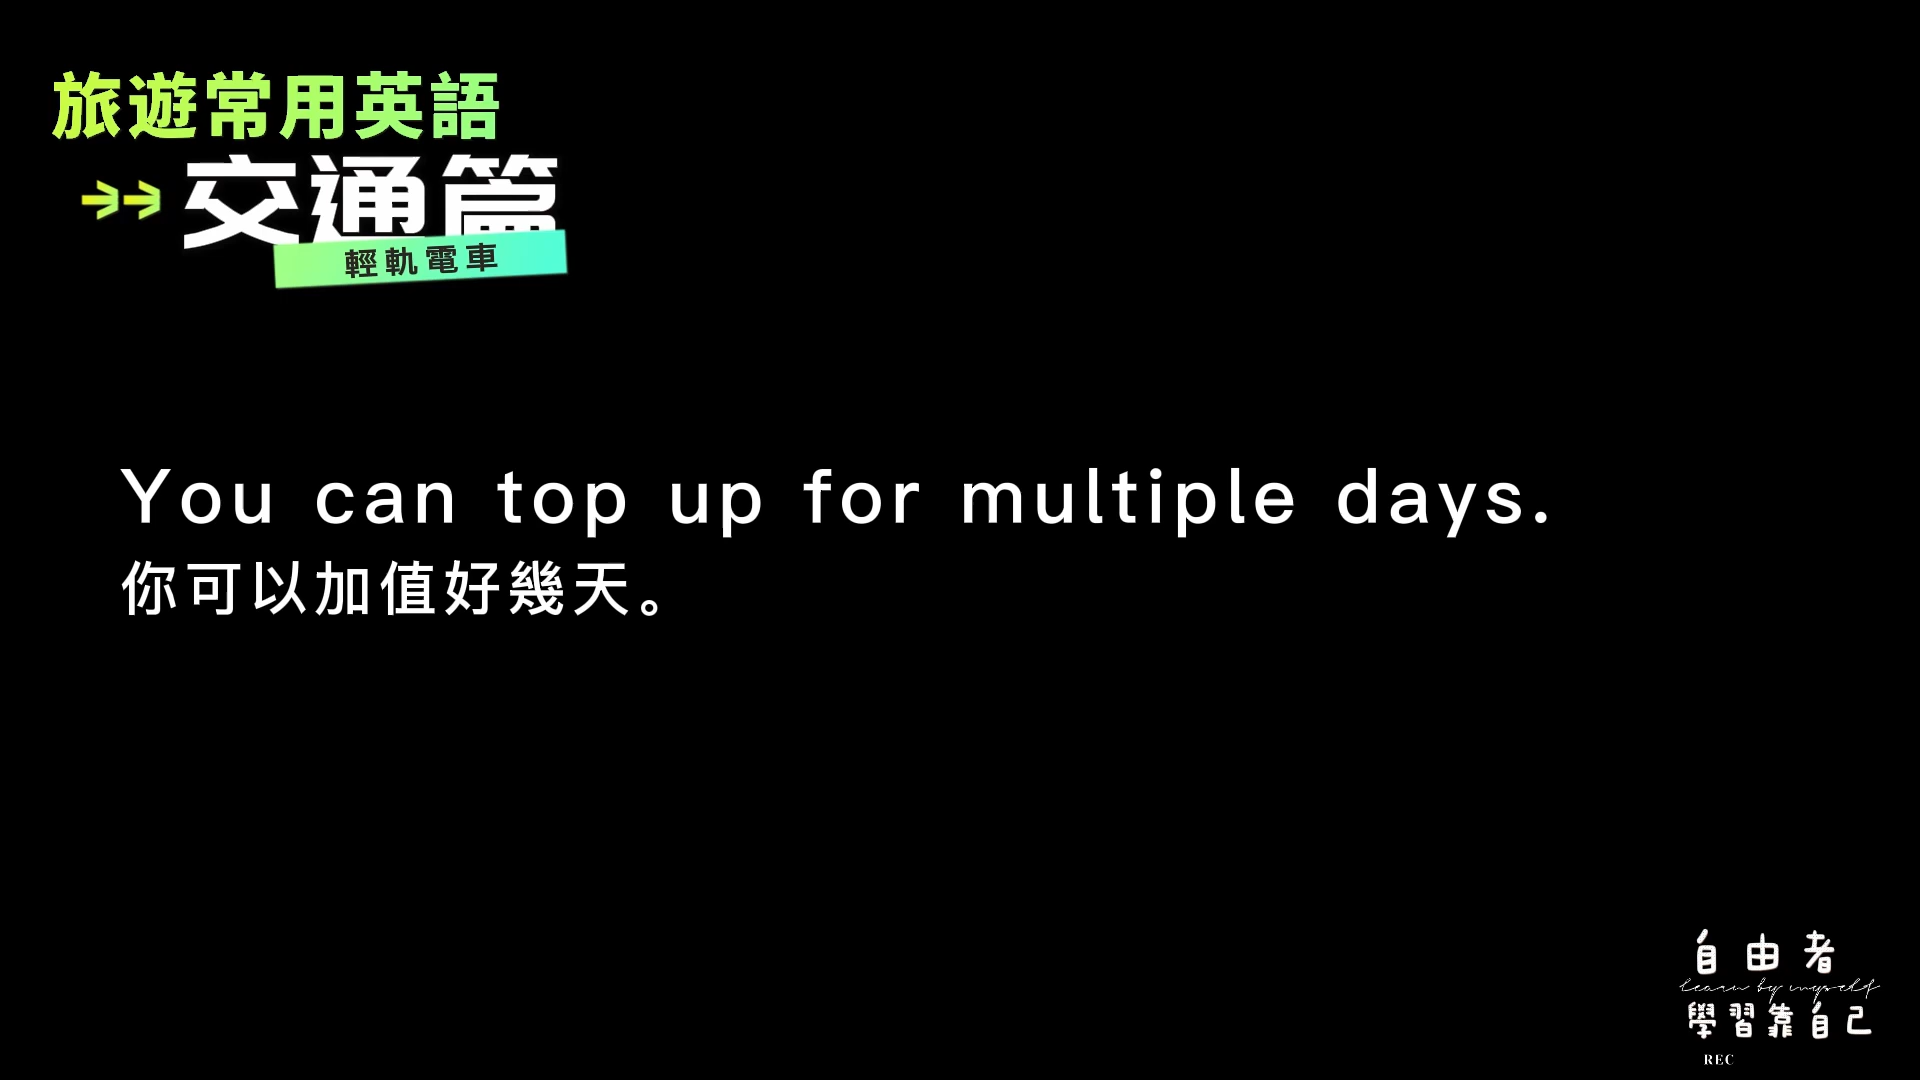 旅遊常用英語
交通篇
輕軌電車
You can top up for multiple days.
你可以加值好幾天。
自由者
learn by myself
學習靠自己
REC